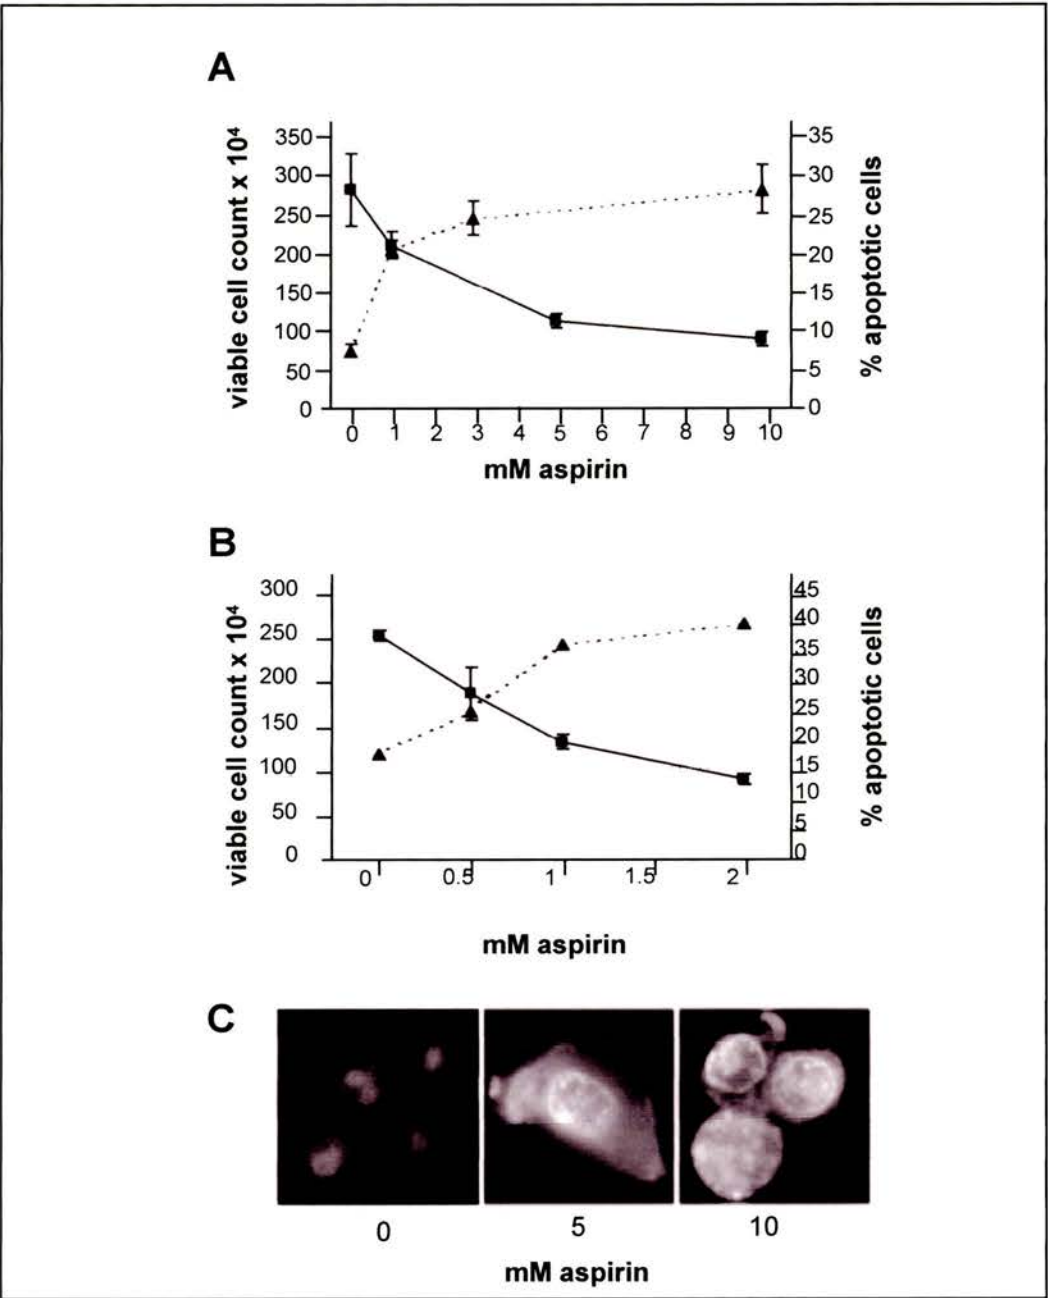 A
viable cell count x 10⁴
350
300
250
200
150
100
50
0
35
30
25
20
15
10
5
0
% apoptotic cells
0 1 2 3 4 5 6 7 8 9 10
mM aspirin
B
viable cell count x 10⁴
300
250
200
150
100
50
0
45
40
35
30
25
20
15
10
5
0
% apoptotic cells
0 0.5 1 1.5 2
mM aspirin
C
0 5 10
mM aspirin